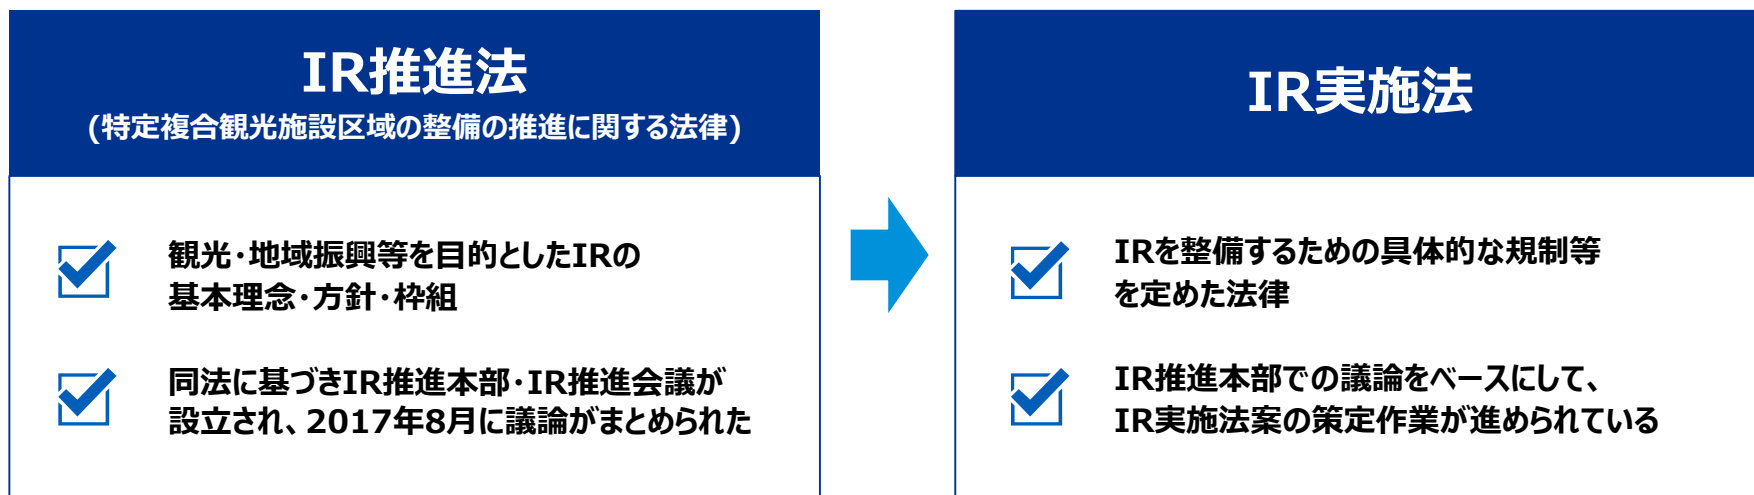 IR推進法
(特定複合観光施設区域の整備の推進に関する法律)
観光・地域振興等を目的としたIRの
基本理念・方針・枠組
同法に基づきIR推進本部・IR推進会議が
設立され、2017年8月に議論がまとめられた
IR実施法
IRを整備するための具体的な規制等
を定めた法律
IR推進本部での議論をベースにして、
IR実施法案の策定作業が進められている